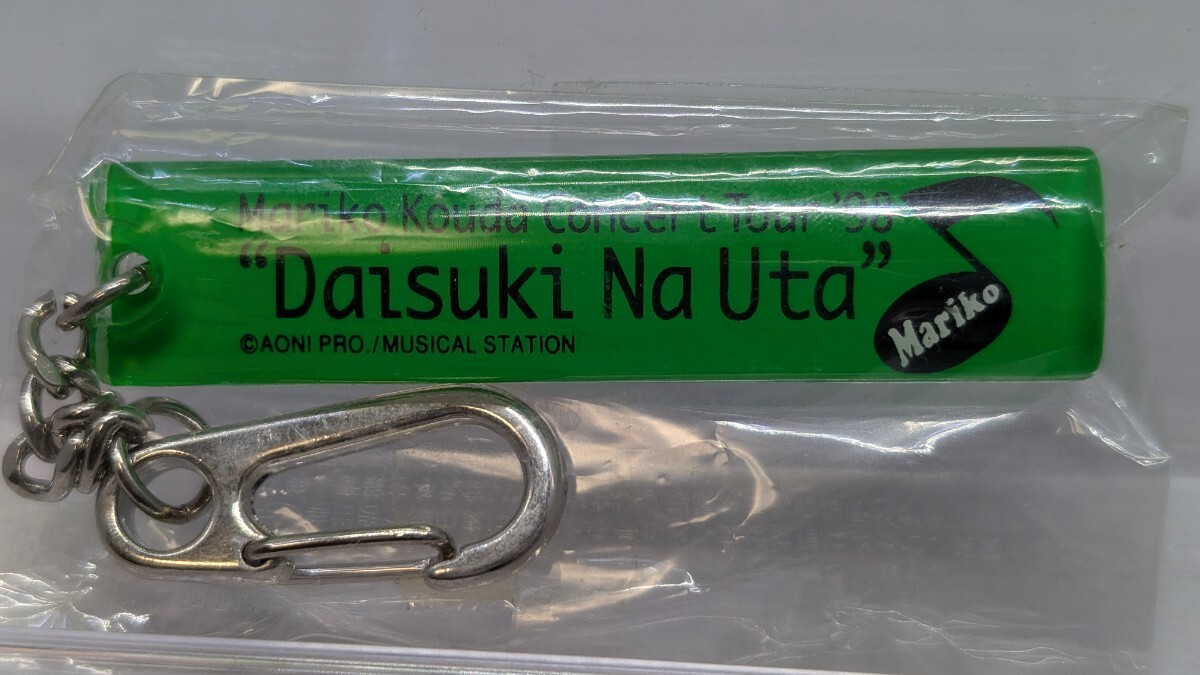 Mariko Kouda Concert Tour '98
“Daisuki Na Uta”
©AONI PRO./MUSICAL STATION
Mariko